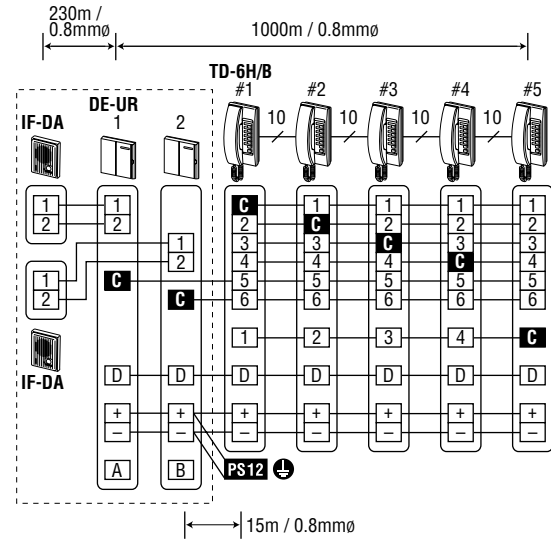 230m /
0.8mmø
1000m / 0.8mmø
TD-6H/B
DE-UR
#1 #2 #3 #4 #5
IF-DA 1 2
10 10 10 10
1 1 C 1 1 1 1
2 2 2 C 2 2 2
1 3 3 C 3 3
2 4 4 4 C 4
1 C 5 5 5 5 5
2 C 6 6 6 6 6
1 2 3 4 C
IF-DA
D D D D D D D
+ + + + + + +
– – – – – – –
A B PS12
15m / 0.8mmø